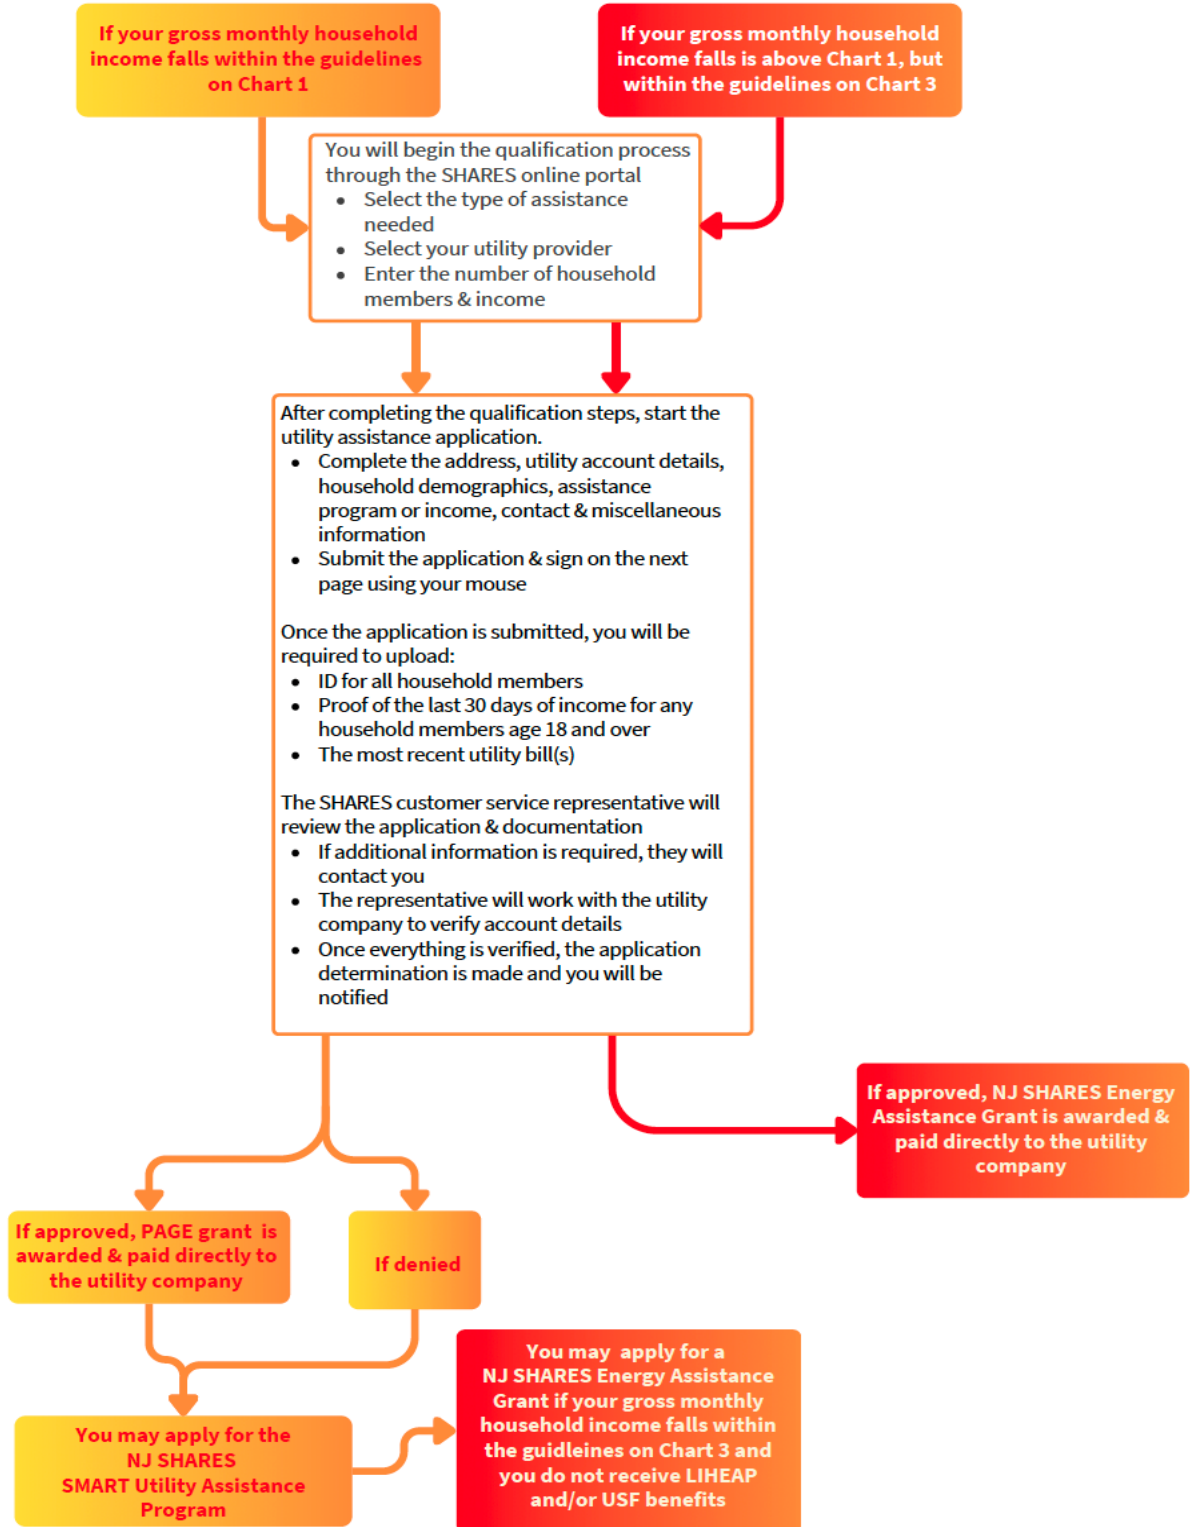 If your gross monthly household
income falls within the guidelines
on Chart 1
If your gross monthly household
income falls is above Chart 1, but
within the guidelines on Chart 3
You will begin the qualification process
through the SHARES online portal
• Select the type of assistance
needed
• Select your utility provider
• Enter the number of household
members & income
After completing the qualification steps, start the
utility assistance application.
• Complete the address, utility account details,
household demographics, assistance
program or income, contact & miscellaneous
information
• Submit the application & sign on the next
page using your mouse
Once the application is submitted, you will be
required to upload:
• ID for all household members
• Proof of the last 30 days of income for any
household members age 18 and over
• The most recent utility bill(s)
The SHARES customer service representative will
review the application & documentation
• If additional information is required, they will
contact you
• The representative will work with the utility
company to verify account details
• Once everything is verified, the application
determination is made and you will be
notified
If approved, NJ SHARES Energy
Assistance Grant is awarded &
paid directly to the utility
company
If approved, PAGE grant is
awarded & paid directly to
the utility company
If denied
You may apply for the
NJ SHARES
SMART Utility Assistance
Program
You may apply for a
NJ SHARES Energy Assistance
Grant if your gross monthly
household income falls within
the guidleines on Chart 3 and
you do not receive LIHEAP
and/or USF benefits